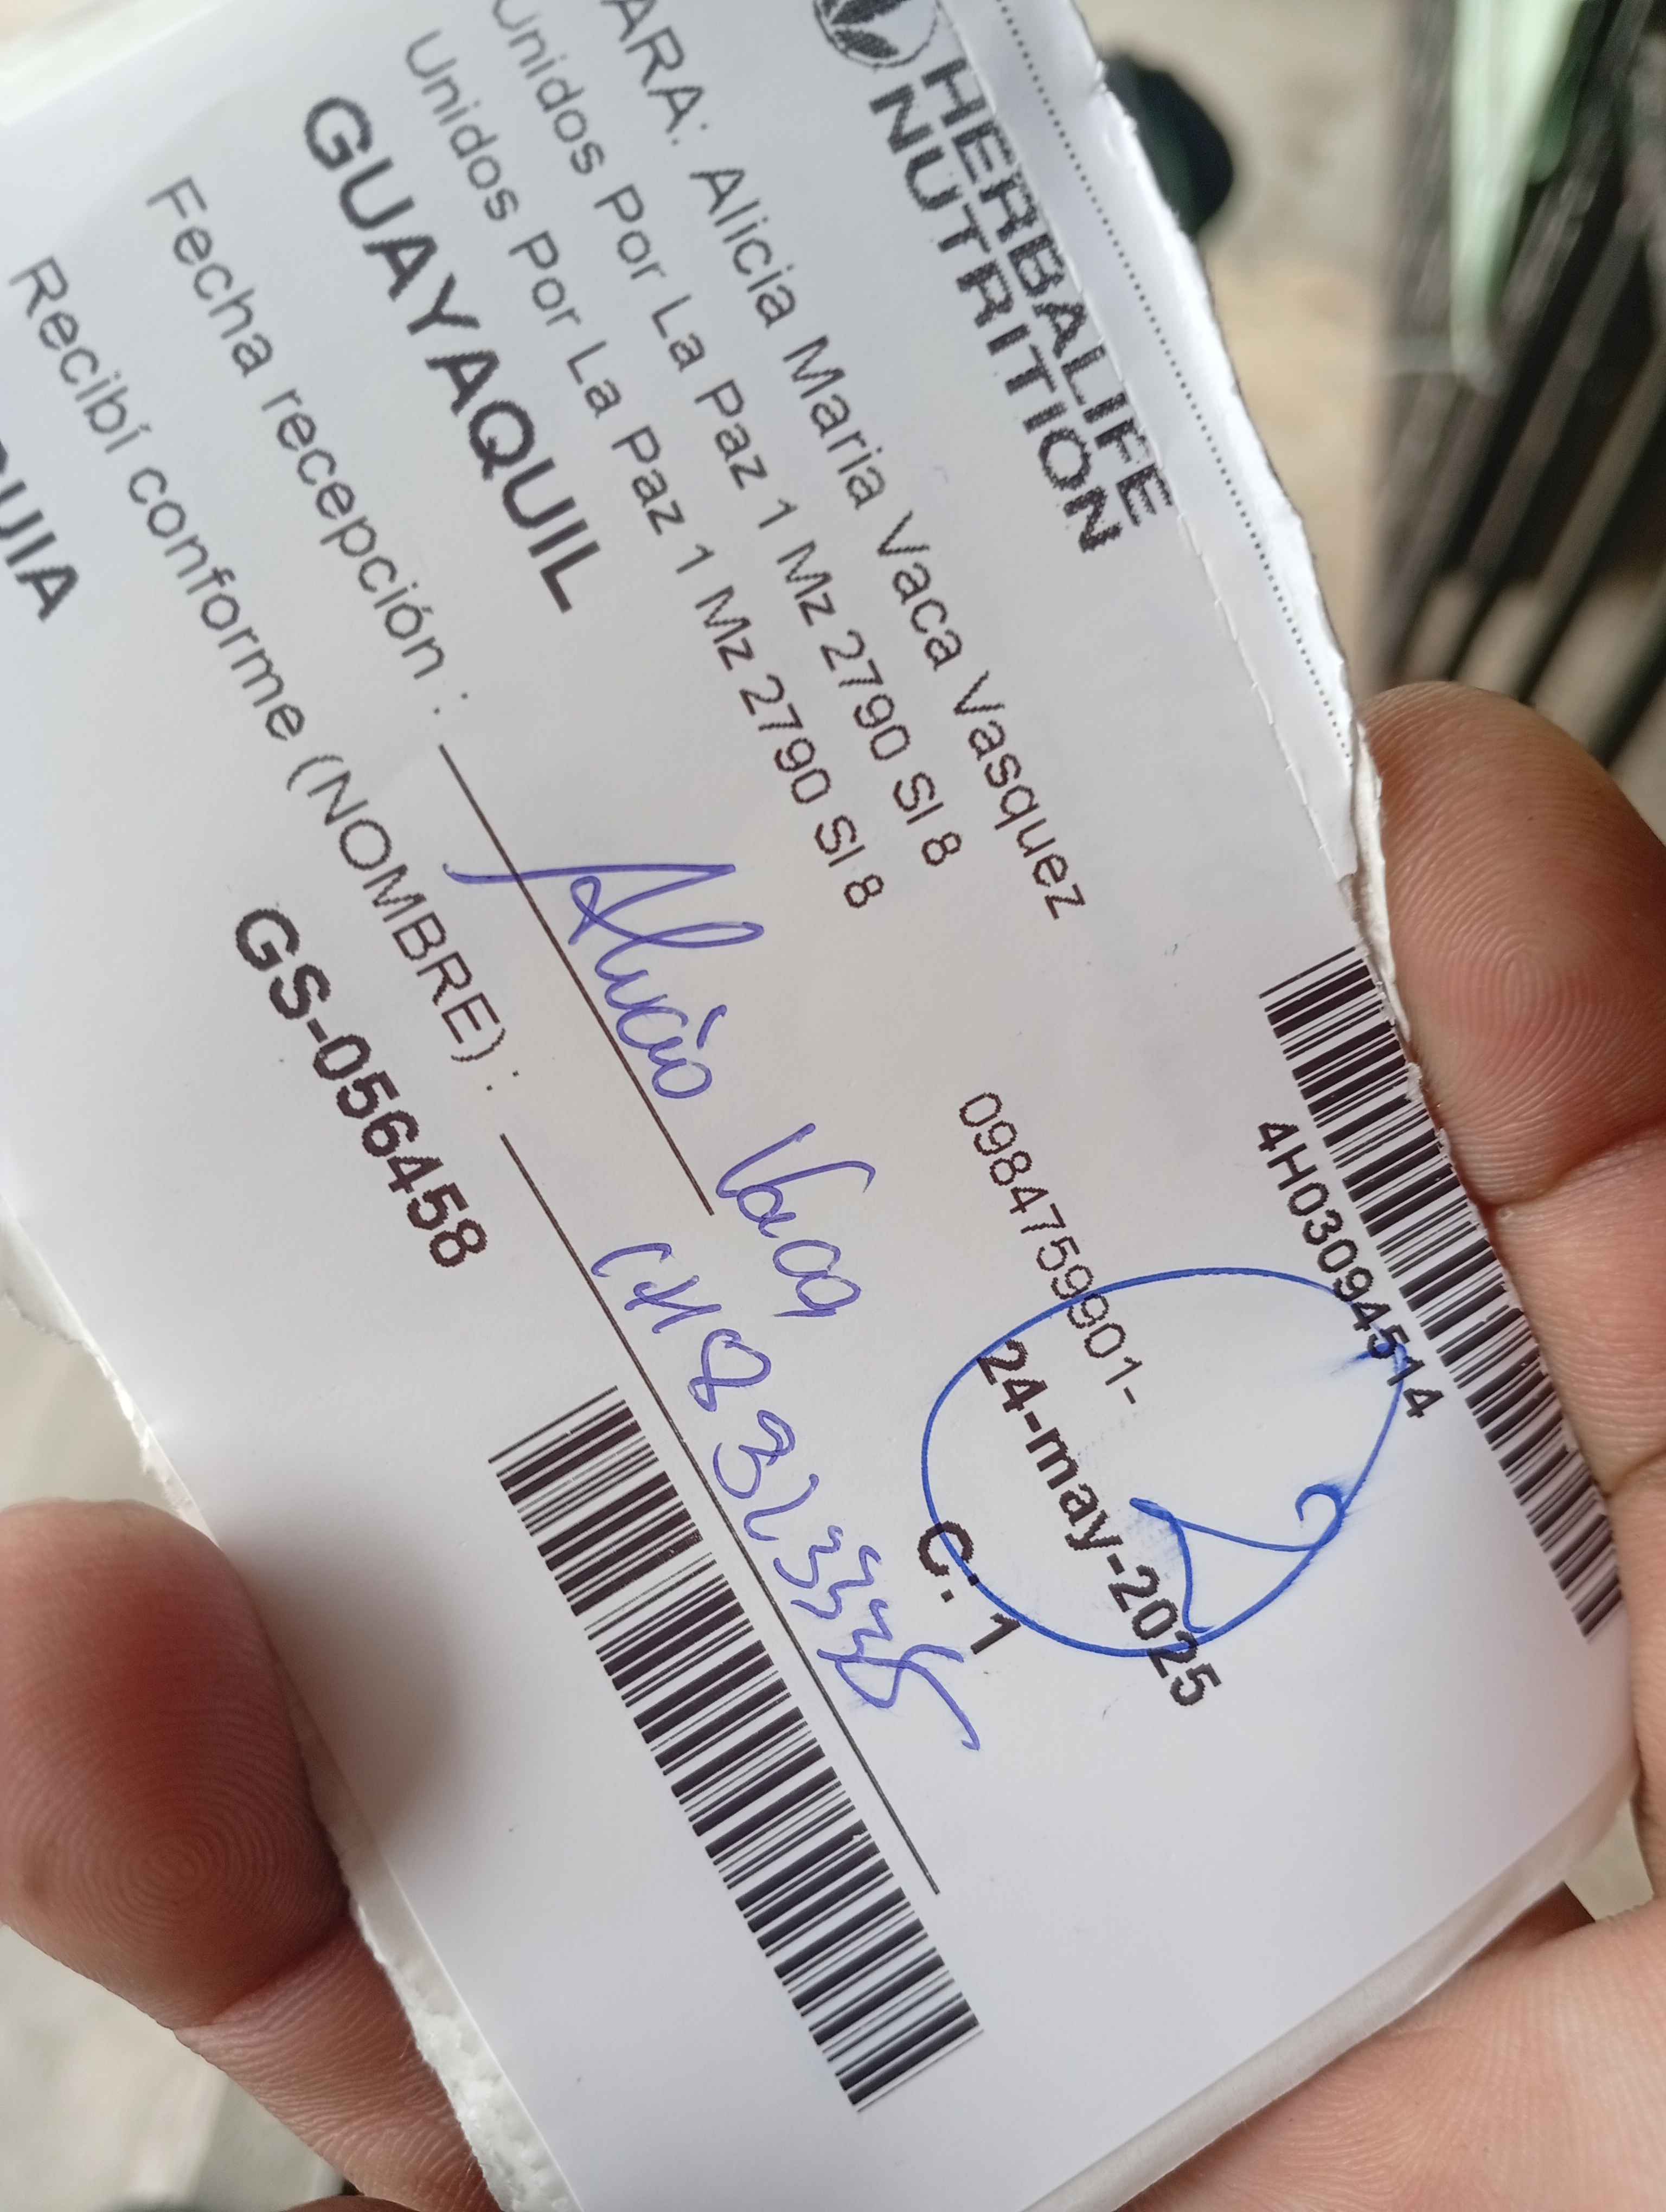 HERBALIFE
NUTRITION
4H03094514
ARA: Alicia Maria Vaca Vasquez
Unidos Por La Paz 1 Mz 2790 Sl 8
0984759901-
Unidos Por La Paz 1 Mz 2790 Sl 8
24-may-2025
GUAYAQUIL
C: 1
Fecha recepción :
Alicia Vaca
Recibí conforme (NOMBRE) :
GUIA
GS-056458